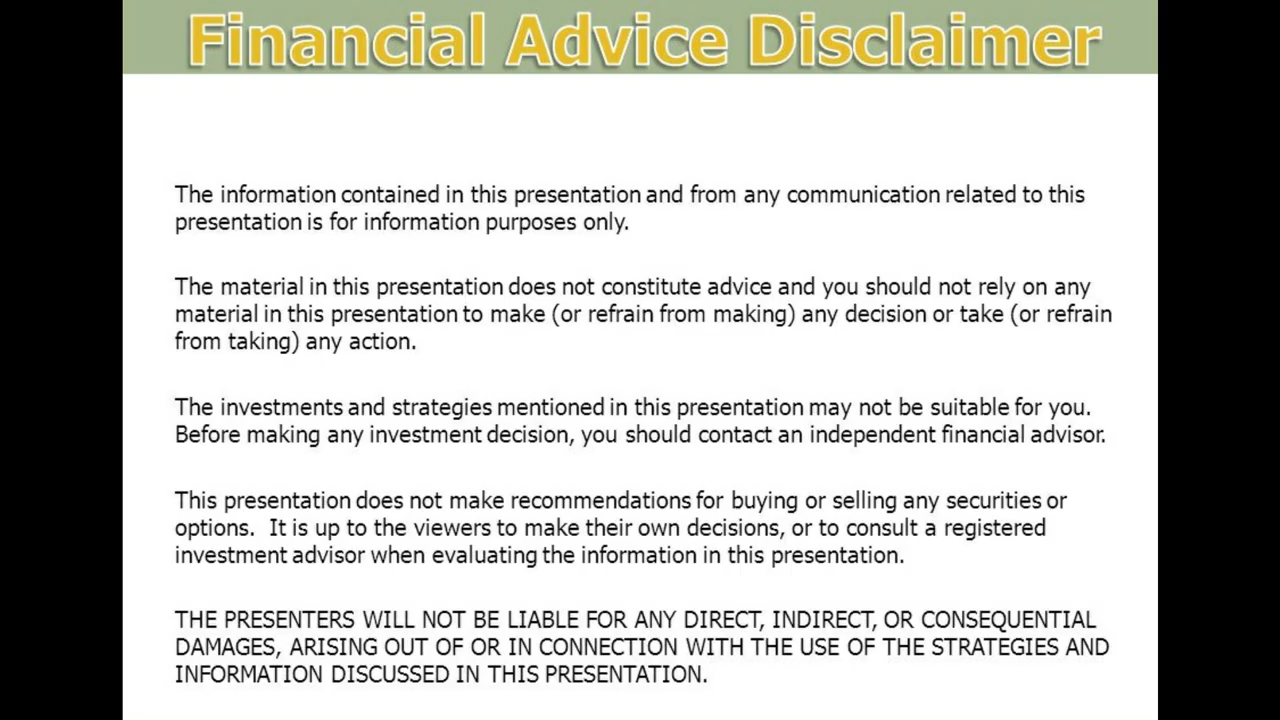 Financial Advice Disclaimer
The information contained in this presentation and from any communication related to this
presentation is for information purposes only.
The material in this presentation does not constitute advice and you should not rely on any
material in this presentation to make (or refrain from making) any decision or take (or refrain
from taking) any action.
The investments and strategies mentioned in this presentation may not be suitable for you.
Before making any investment decision, you should contact an independent financial advisor.
This presentation does not make recommendations for buying or selling any securities or
options.  It is up to the viewers to make their own decisions, or to consult a registered
investment advisor when evaluating the information in this presentation.
THE PRESENTERS WILL NOT BE LIABLE FOR ANY DIRECT, INDIRECT, OR CONSEQUENTIAL
DAMAGES, ARISING OUT OF OR IN CONNECTION WITH THE USE OF THE STRATEGIES AND
INFORMATION DISCUSSED IN THIS PRESENTATION.